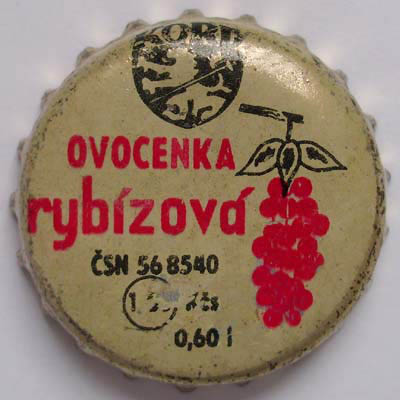 OVOCENKA
rybízová
ČSN 56 8540
Kčs
0,60 l